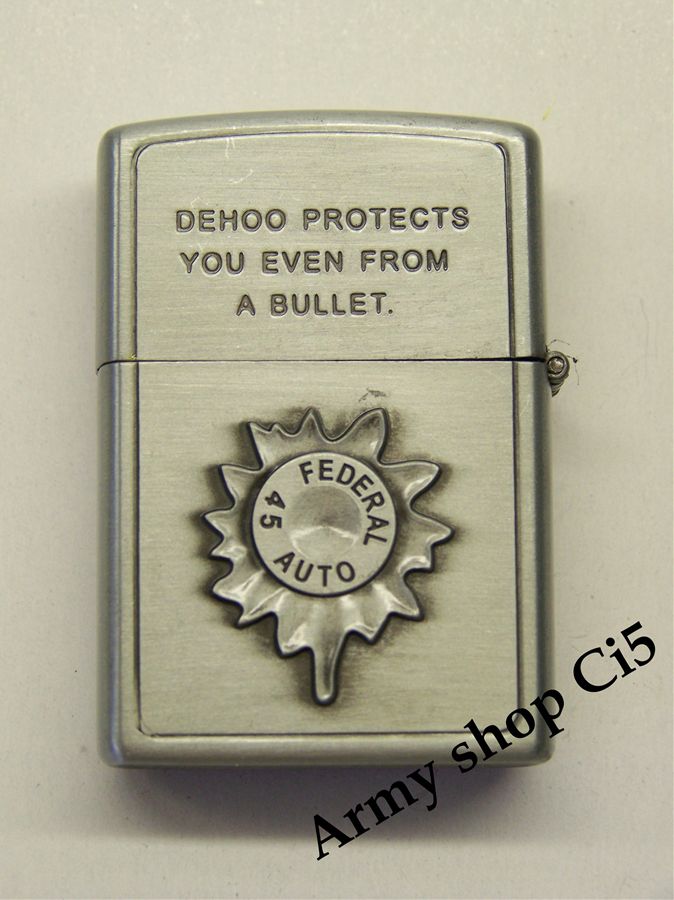 DEHOO PROTECTS
YOU EVEN FROM
A BULLET.
FEDERAL
45 AUTO
Army shop Ci5